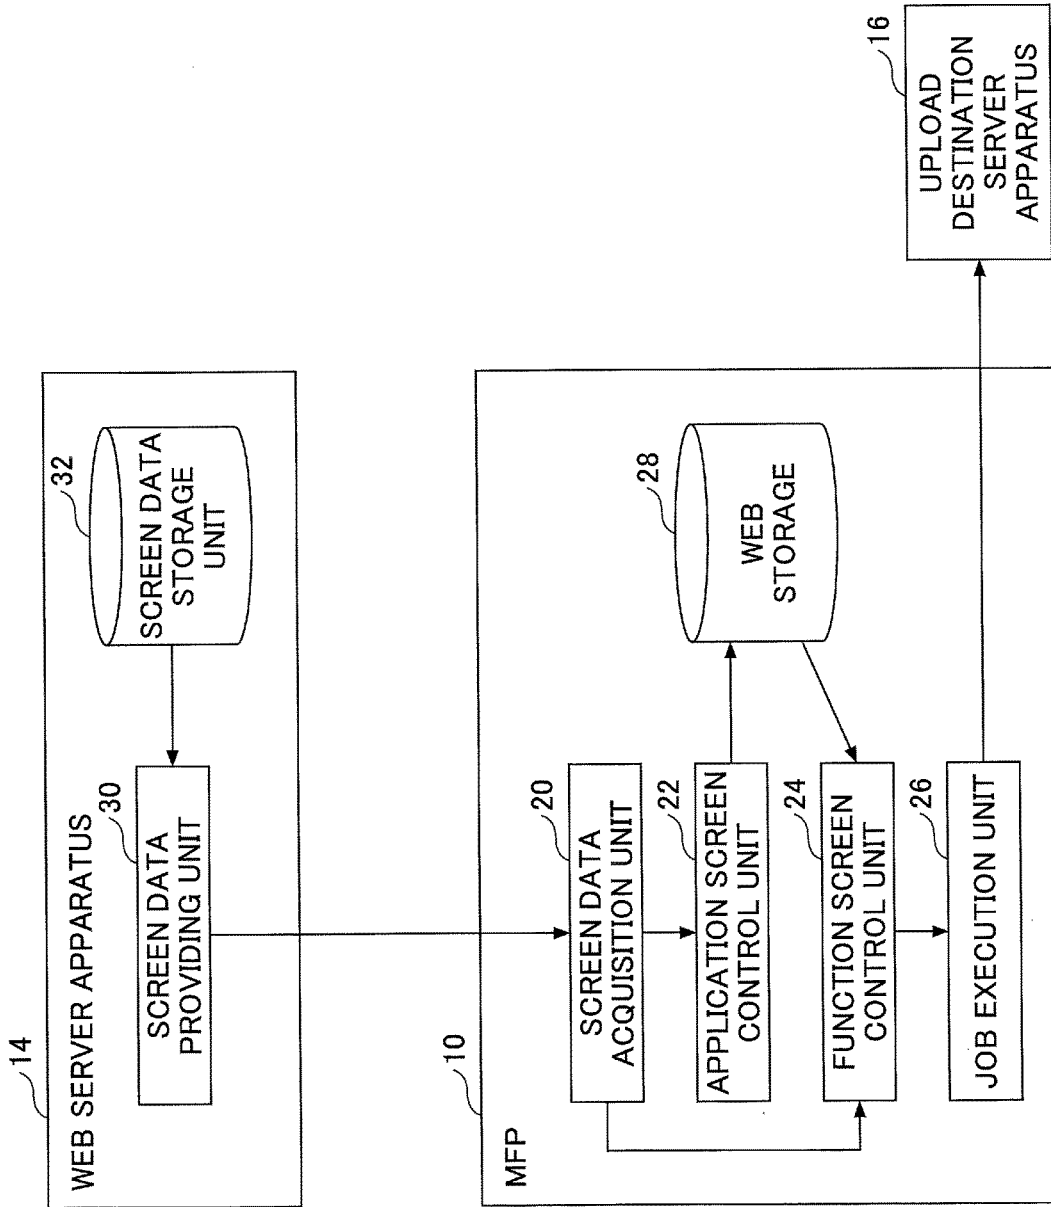 14
WEB SERVER APPARATUS
30
SCREEN DATA
PROVIDING UNIT
32
SCREEN DATA
STORAGE
UNIT
10
MFP
20
SCREEN DATA
ACQUISITION UNIT
22
APPLICATION SCREEN
CONTROL UNIT
24
FUNCTION SCREEN
CONTROL UNIT
26
JOB EXECUTION UNIT
28
WEB
STORAGE
16
UPLOAD
DESTINATION
SERVER
APPARATUS